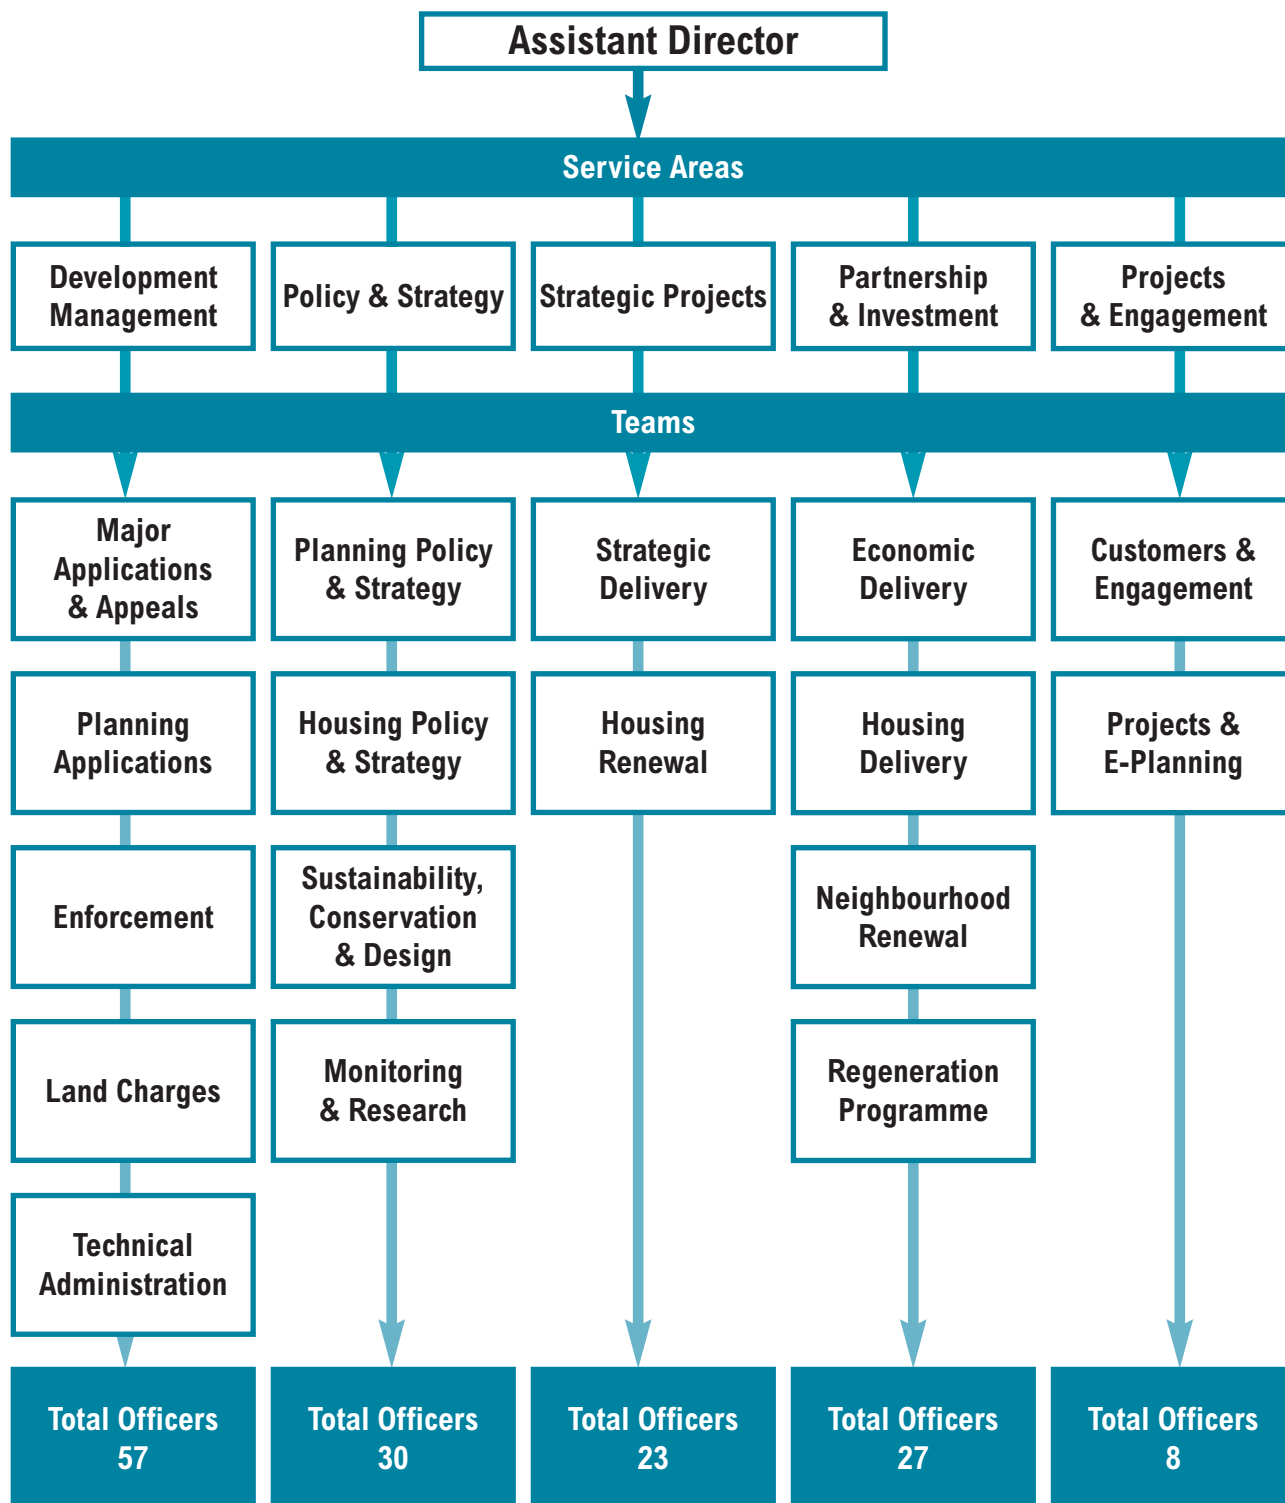 Assistant Director
Service Areas
Development
Management
Policy & Strategy
Strategic Projects
Partnership
& Investment
Projects
& Engagement
Teams
Major
Applications
& Appeals
Planning Policy
& Strategy
Strategic
Delivery
Economic
Delivery
Customers &
Engagement
Planning
Applications
Housing Policy
& Strategy
Housing
Renewal
Housing
Delivery
Projects &
E-Planning
Enforcement
Sustainability,
Conservation
& Design
Neighbourhood
Renewal
Land Charges
Monitoring
& Research
Regeneration
Programme
Technical
Administration
Total Officers
57
Total Officers
30
Total Officers
23
Total Officers
27
Total Officers
8